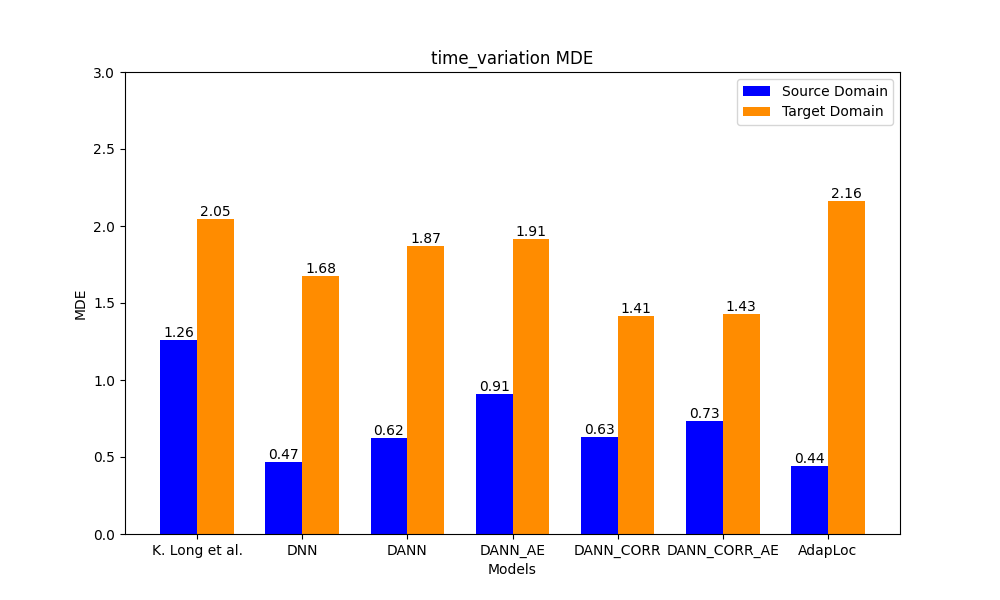 time_variation MDE
Source Domain
Target Domain
MDE
3.0
2.5
2.0
1.5
1.0
0.5
0.0
1.26
2.05
0.47
1.68
0.62
1.87
0.91
1.91
0.63
1.41
0.73
1.43
0.44
2.16
K. Long et al.
DNN
DANN
DANN_AE
DANN_CORR
DANN_CORR_AE
AdapLoc
Models